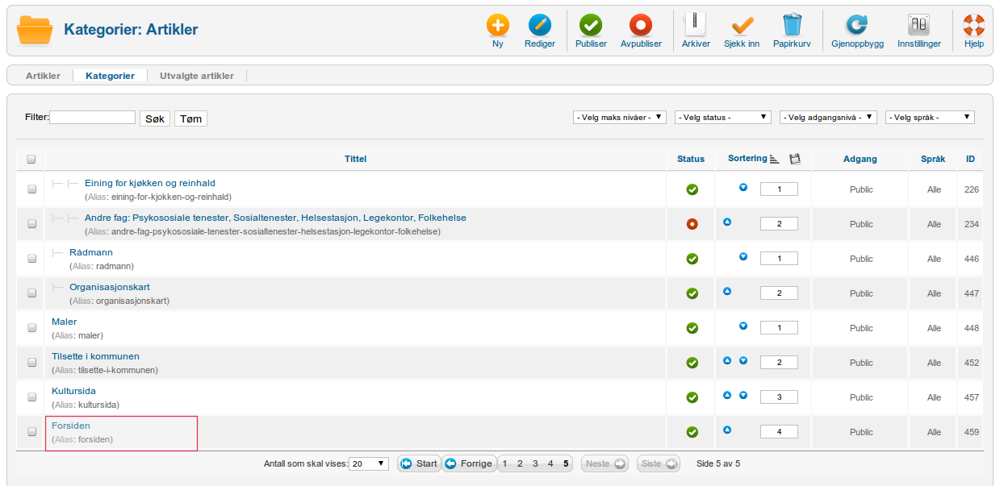 Kategorier: Artikler
Ny Rediger Publiser Avpubliser Arkiver Sjekk inn Papirkurv Gjenoppbygg Innstillinger Hjelp
Artikler Kategorier Utvalgte artikler
Filter: Søk Tøm - Velg maks nivåer - - Velg status - - Velg adgangsnivå - - Velg språk -
Tittel Status Sortering Adgang Språk ID
Eining for kjøkken og reinhald
(Alias: eining-for-kjokken-og-reinhald)
1 Public Alle 226
Andre fag: Psykososiale tenester, Sosialtenester, Helsestasjon, Legekontor, Folkehelse
(Alias: andre-fag-psykososiale-tenester-sosialtenester-helsestasjon-legekontor-folkehelse)
2 Public Alle 234
Rådmann
(Alias: radmann)
1 Public Alle 446
Organisasjonskart
(Alias: organisasjonskart)
2 Public Alle 447
Maler
(Alias: maler)
1 Public Alle 448
Tilsette i kommunen
(Alias: tilsette-i-kommunen)
2 Public Alle 452
Kultursida
(Alias: kultursida)
3 Public Alle 457
Forsiden
(Alias: forsiden)
4 Public Alle 459
Antall som skal vises: 20 Start Forrige 1 2 3 4 5 Neste Siste Side 5 av 5